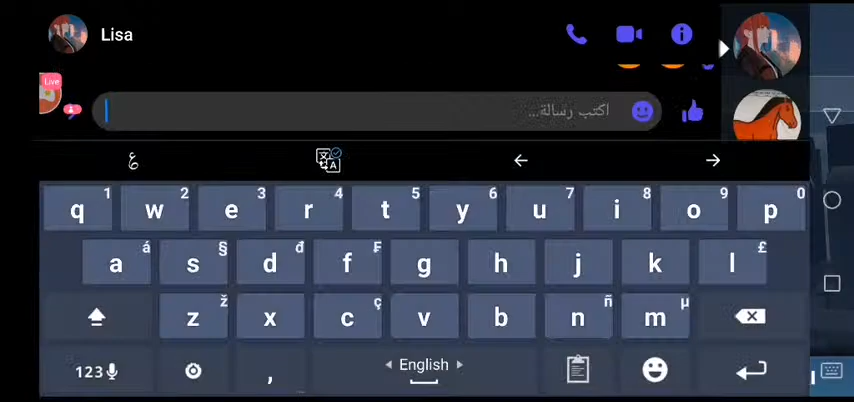 Lisa
Live
اكتب رسالة...
ع
A
q 1 w 2 e 3 r 4 t 5 y 6 u 7 i 8 o 9 p 0
a á s § d đ f ₣ g h j k l £
z ž x c ç v b n ñ m µ
123 , English